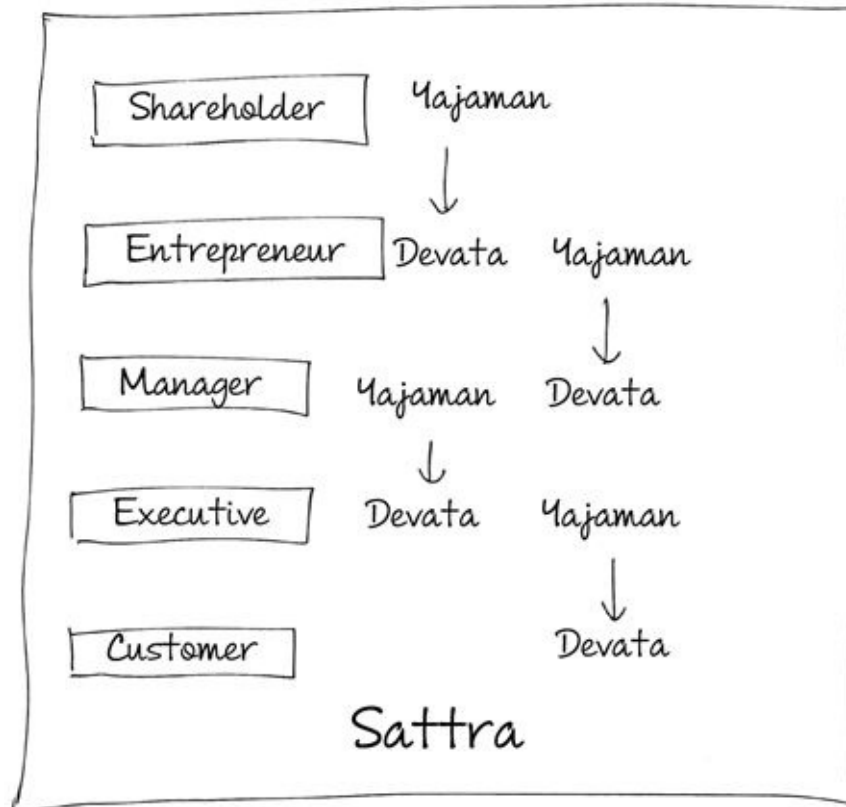 Shareholder Yajaman
Entrepreneur Devata Yajaman
Manager Yajaman Devata
Executive Devata Yajaman
Customer Devata
Sattra